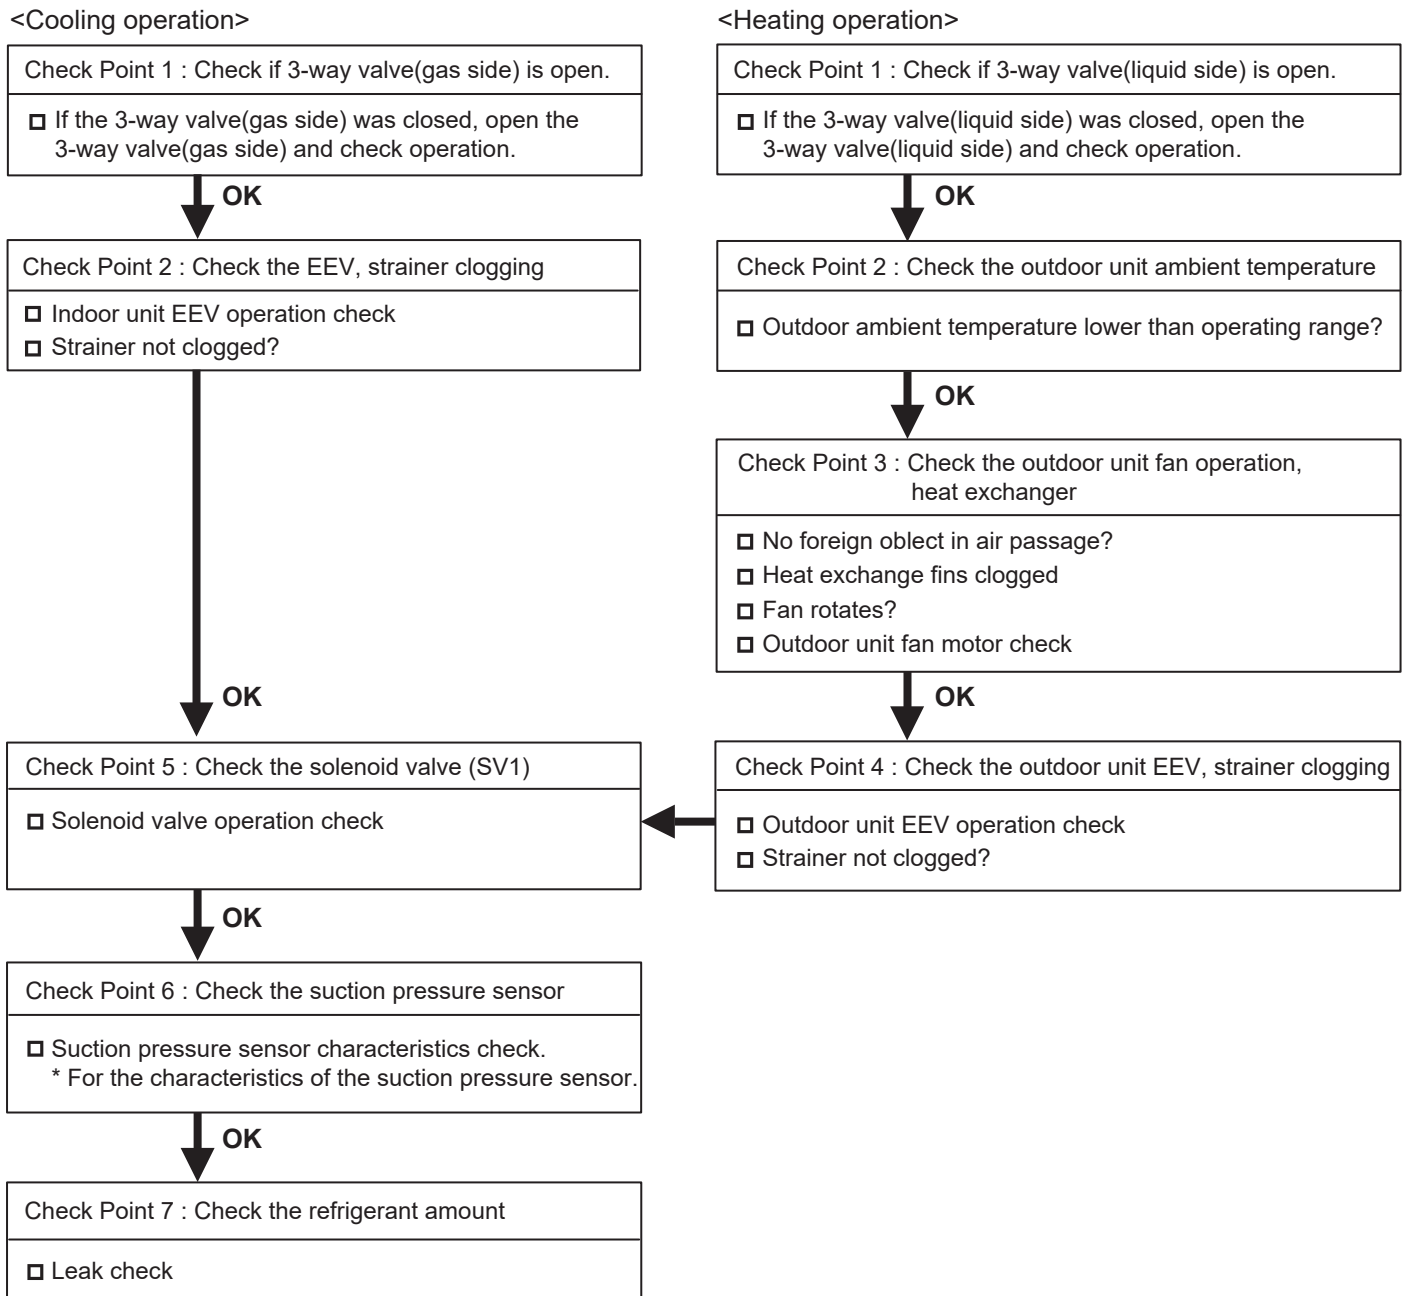 <Cooling operation>
Check Point 1 : Check if 3-way valve(gas side) is open.
If the 3-way valve(gas side) was closed, open the
3-way valve(gas side) and check operation.
OK
Check Point 2 : Check the EEV, strainer clogging
Indoor unit EEV operation check
Strainer not clogged?
OK
<Heating operation>
Check Point 1 : Check if 3-way valve(liquid side) is open.
If the 3-way valve(liquid side) was closed, open the
3-way valve(liquid side) and check operation.
OK
Check Point 2 : Check the outdoor unit ambient temperature
Outdoor ambient temperature lower than operating range?
OK
Check Point 3 : Check the outdoor unit fan operation,
heat exchanger
No foreign oblect in air passage?
Heat exchange fins clogged
Fan rotates?
Outdoor unit fan motor check
OK
Check Point 4 : Check the outdoor unit EEV, strainer clogging
Outdoor unit EEV operation check
Strainer not clogged?
Check Point 5 : Check the solenoid valve (SV1)
Solenoid valve operation check
OK
Check Point 6 : Check the suction pressure sensor
Suction pressure sensor characteristics check.
* For the characteristics of the suction pressure sensor.
OK
Check Point 7 : Check the refrigerant amount
Leak check